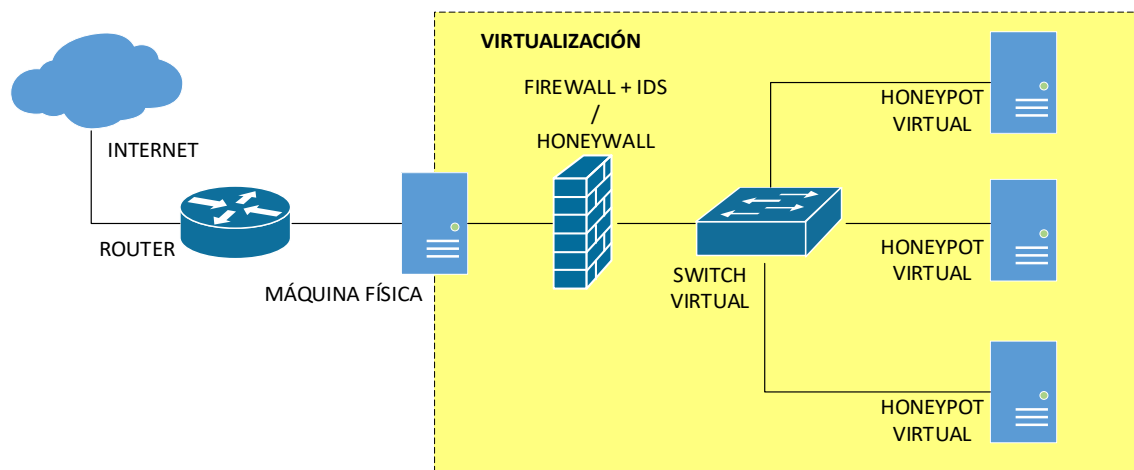 VIRTUALIZACIÓN
FIREWALL + IDS
/
HONEYWALL
INTERNET
ROUTER
MÁQUINA FÍSICA
SWITCH
VIRTUAL
HONEYPOT
VIRTUAL
HONEYPOT
VIRTUAL
HONEYPOT
VIRTUAL